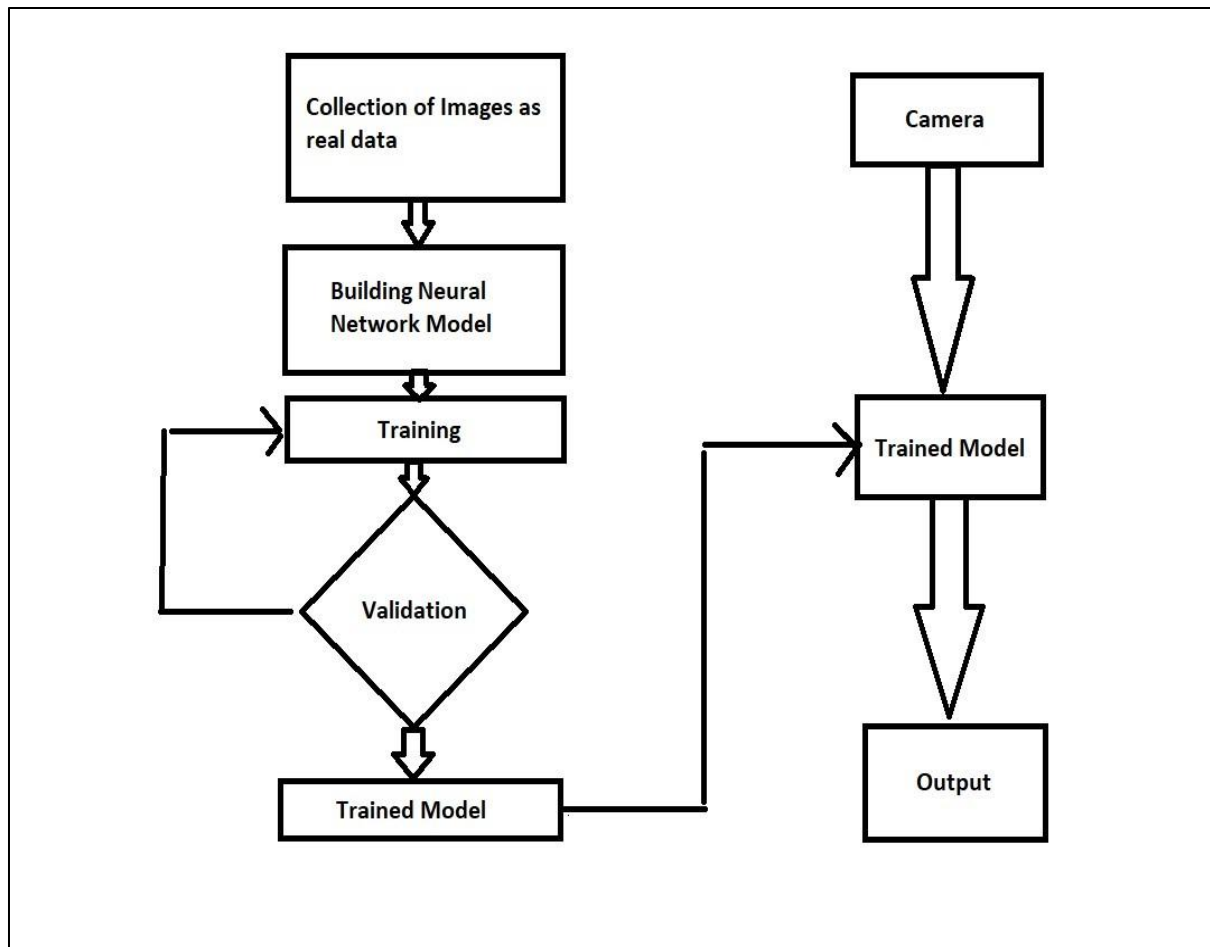 Collection of Images as
real data
Building Neural
Network Model
Training
Validation
Trained Model
Camera
Trained Model
Output